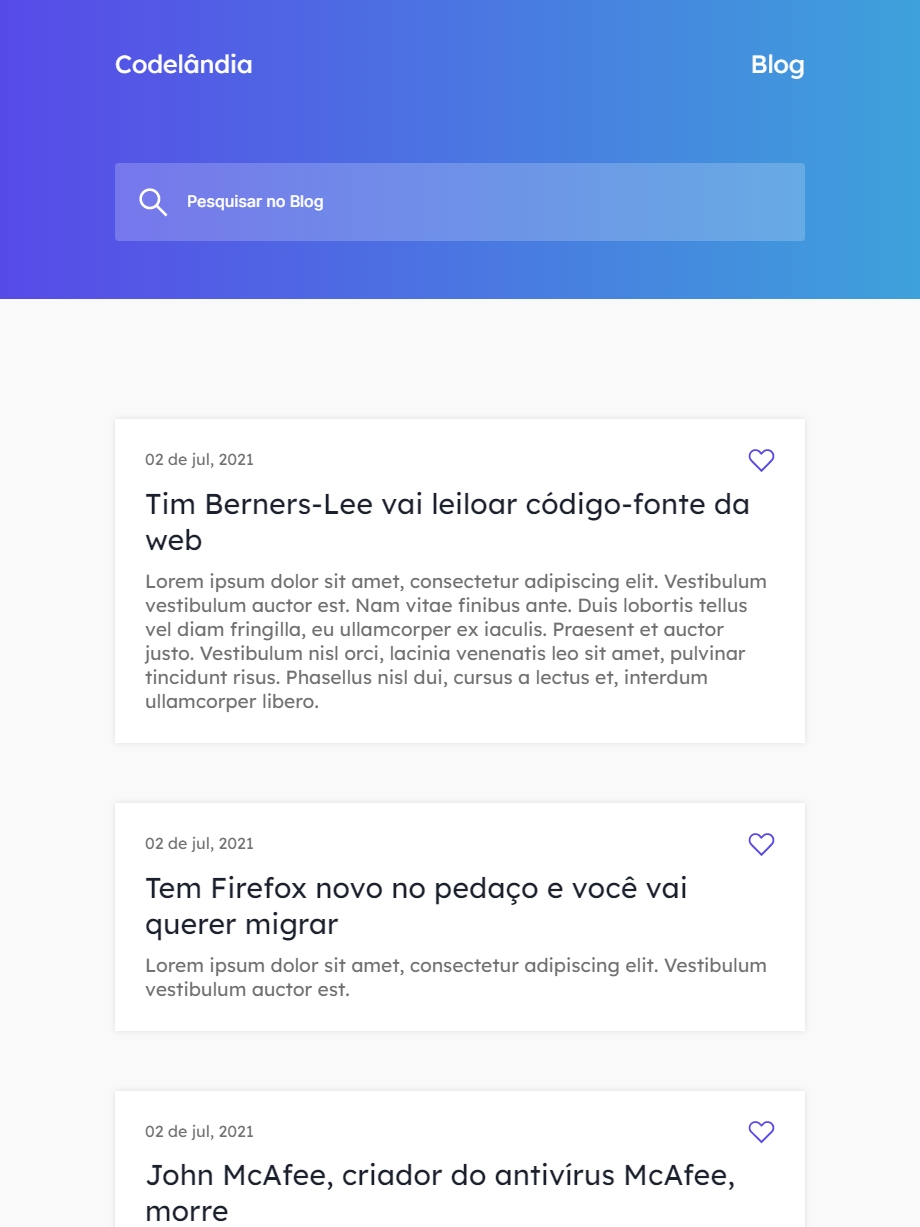 Codelândia
Blog
Pesquisar no Blog
02 de jul, 2021
Tim Berners-Lee vai leiloar código-fonte da
web
Lorem ipsum dolor sit amet, consectetur adipiscing elit. Vestibulum
vestibulum auctor est. Nam vitae finibus ante. Duis lobortis tellus
vel diam fringilla, eu ullamcorper ex iaculis. Praesent et auctor
justo. Vestibulum nisl orci, lacinia venenatis leo sit amet, pulvinar
tincidunt risus. Phasellus nisl dui, cursus a lectus et, interdum
ullamcorper libero.
02 de jul, 2021
Tem Firefox novo no pedaço e você vai
querer migrar
Lorem ipsum dolor sit amet, consectetur adipiscing elit. Vestibulum
vestibulum auctor est.
02 de jul, 2021
John McAfee, criador do antivírus McAfee,
morre